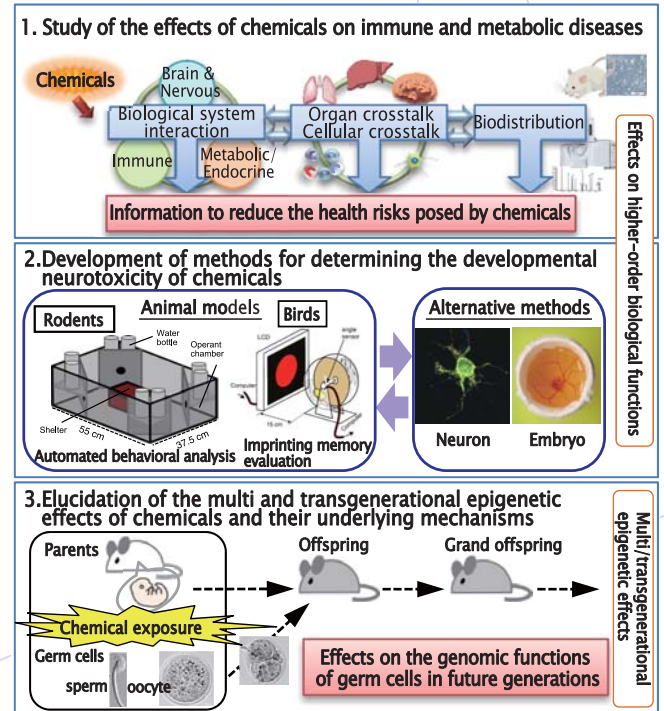 1. Study of the effects of chemicals on immune and metabolic diseases
Chemicals
Brain &
Nervous
Biological system
interaction
Immune
Metabolic/
Endocrine
Organ crosstalk
Cellular crosstalk
Biodistribution
Information to reduce the health risks posed by chemicals
Effects on higher-order biological functions
2.Development of methods for determining the developmental
neurotoxicity of chemicals
Animal models
Rodents
Water
bottle
Operant
chamber
Shelter
55 cm
37.5 cm
Automated behavioral analysis
Birds
LCD
angle
sensor
Computer
15 cm
Imprinting memory
evaluation
Alternative methods
Neuron
Embryo
3.Elucidation of the multi and transgenerational epigenetic
effects of chemicals and their underlying mechanisms
Parents
Offspring
Grand offspring
Chemical exposure
Germ cells
sperm
oocyte
Effects on the genomic functions
of germ cells in future generations
Multi/transgenerational
epigenetic effects